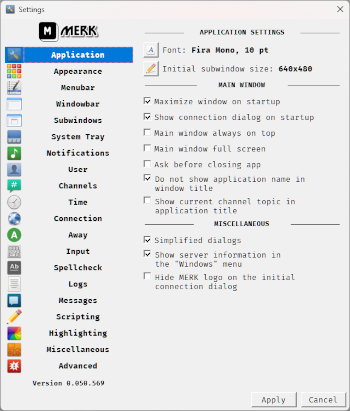 Settings
M MERK
Application
Appearance
Menubar
Windowbar
Subwindows
System Tray
Notifications
User
Channels
Time
Connection
Away
Input
Spellcheck
Logs
Messages
Scripting
Highlighting
Miscellaneous
Advanced
Version 0.050.569
APPLICATION SETTINGS
Font: Fira Mono, 10 pt
Initial subwindow size: 640x480
MAIN WINDOW
Maximize window on startup
Show connection dialog on startup
Main window always on top
Main window full screen
Ask before closing app
Do not show application name in
window title
Show current channel topic in
application title
MISCELLANEOUS
Simplified dialogs
Show server information in
the "Windows" menu
Hide MERK logo on the initial
connection dialog
Apply
Cancel